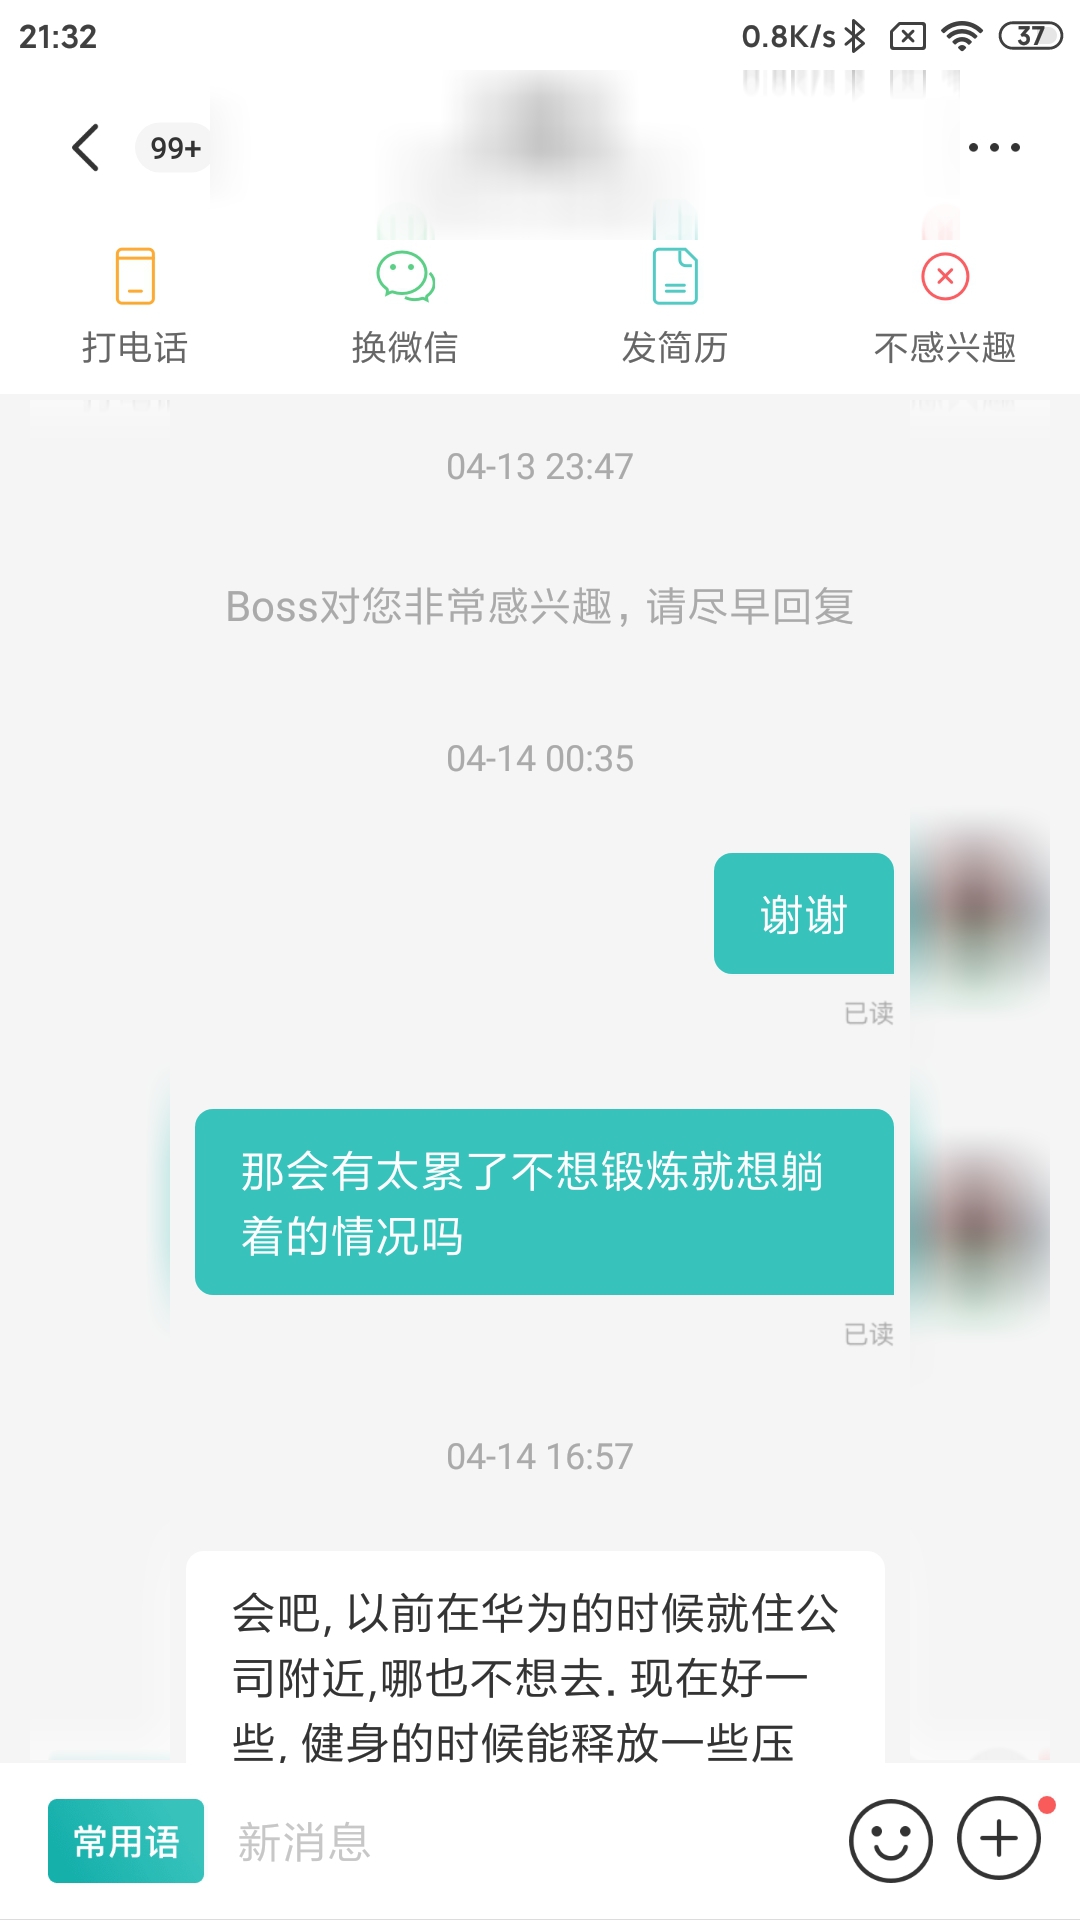 21:32 0.8K/s 37
99+
打电话 换微信 发简历 不感兴趣
04-13 23:47
Boss对您非常感兴趣，请尽早回复
04-14 00:35
谢谢
已读
那会有太累了不想锻炼就想躺
着的情况吗
已读
04-14 16:57
会吧, 以前在华为的时候就住公
司附近,哪也不想去. 现在好一
些, 健身的时候能释放一些压
常用语 新消息